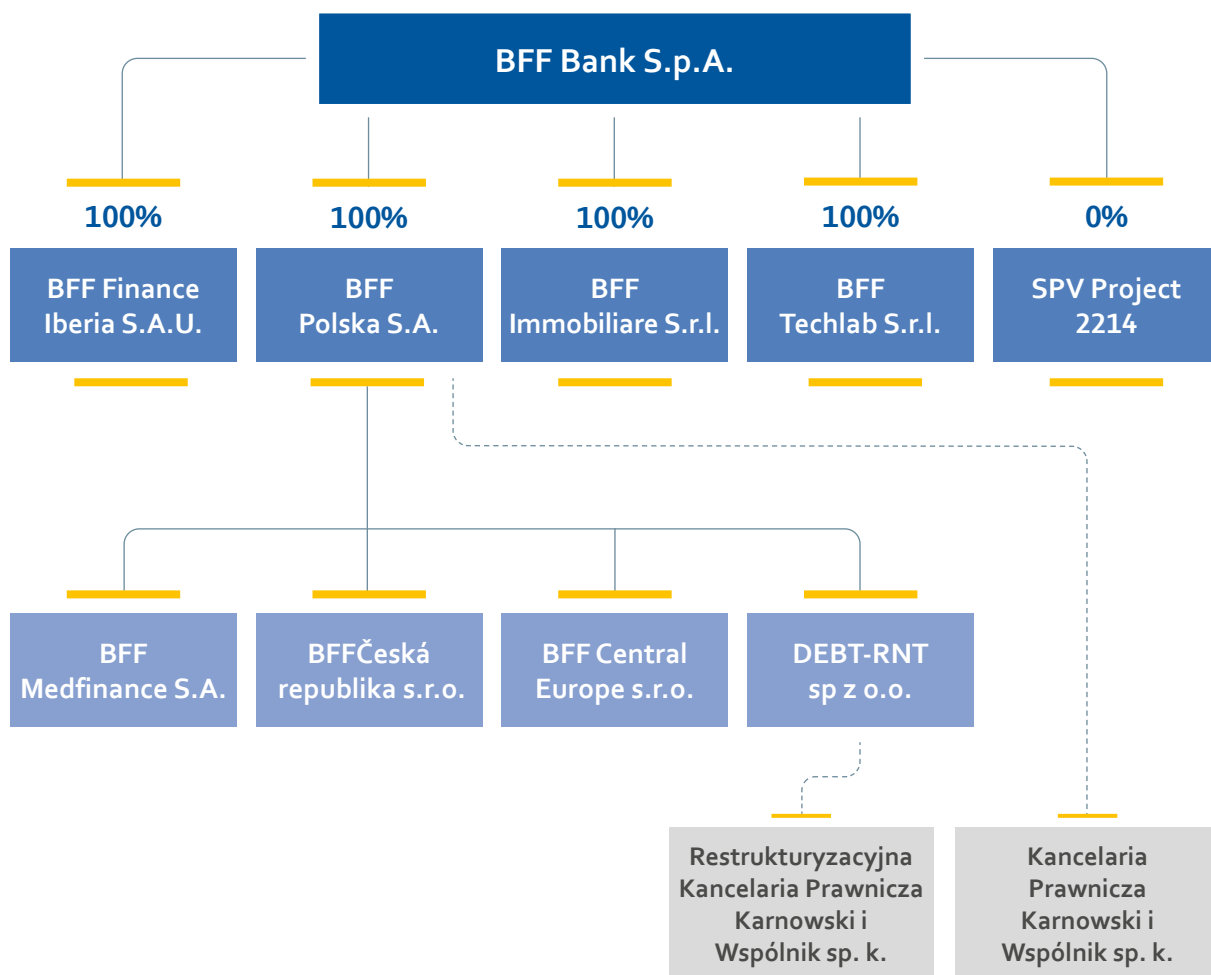 BFF Bank S.p.A.
100%
100%
100%
100%
0%
BFF Finance
Iberia S.A.U.
BFF
Polska S.A.
BFF
Immobiliare S.r.l.
BFF
Techlab S.r.l.
SPV Project
2214
BFF
Medfinance S.A.
BFFČeská
republika s.r.o.
BFF Central
Europe s.r.o.
DEBT-RNT
sp z o.o.
Restrukturyzacyjna
Kancelaria Prawnicza
Karnowski i
Wspólnik sp. k.
Kancelaria
Prawnicza
Karnowski i
Wspólnik sp. k.